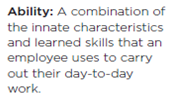 Ability: A combination of
the innate characteristics
and learned skills that an
employee uses to carry
out their day-to-day
work.